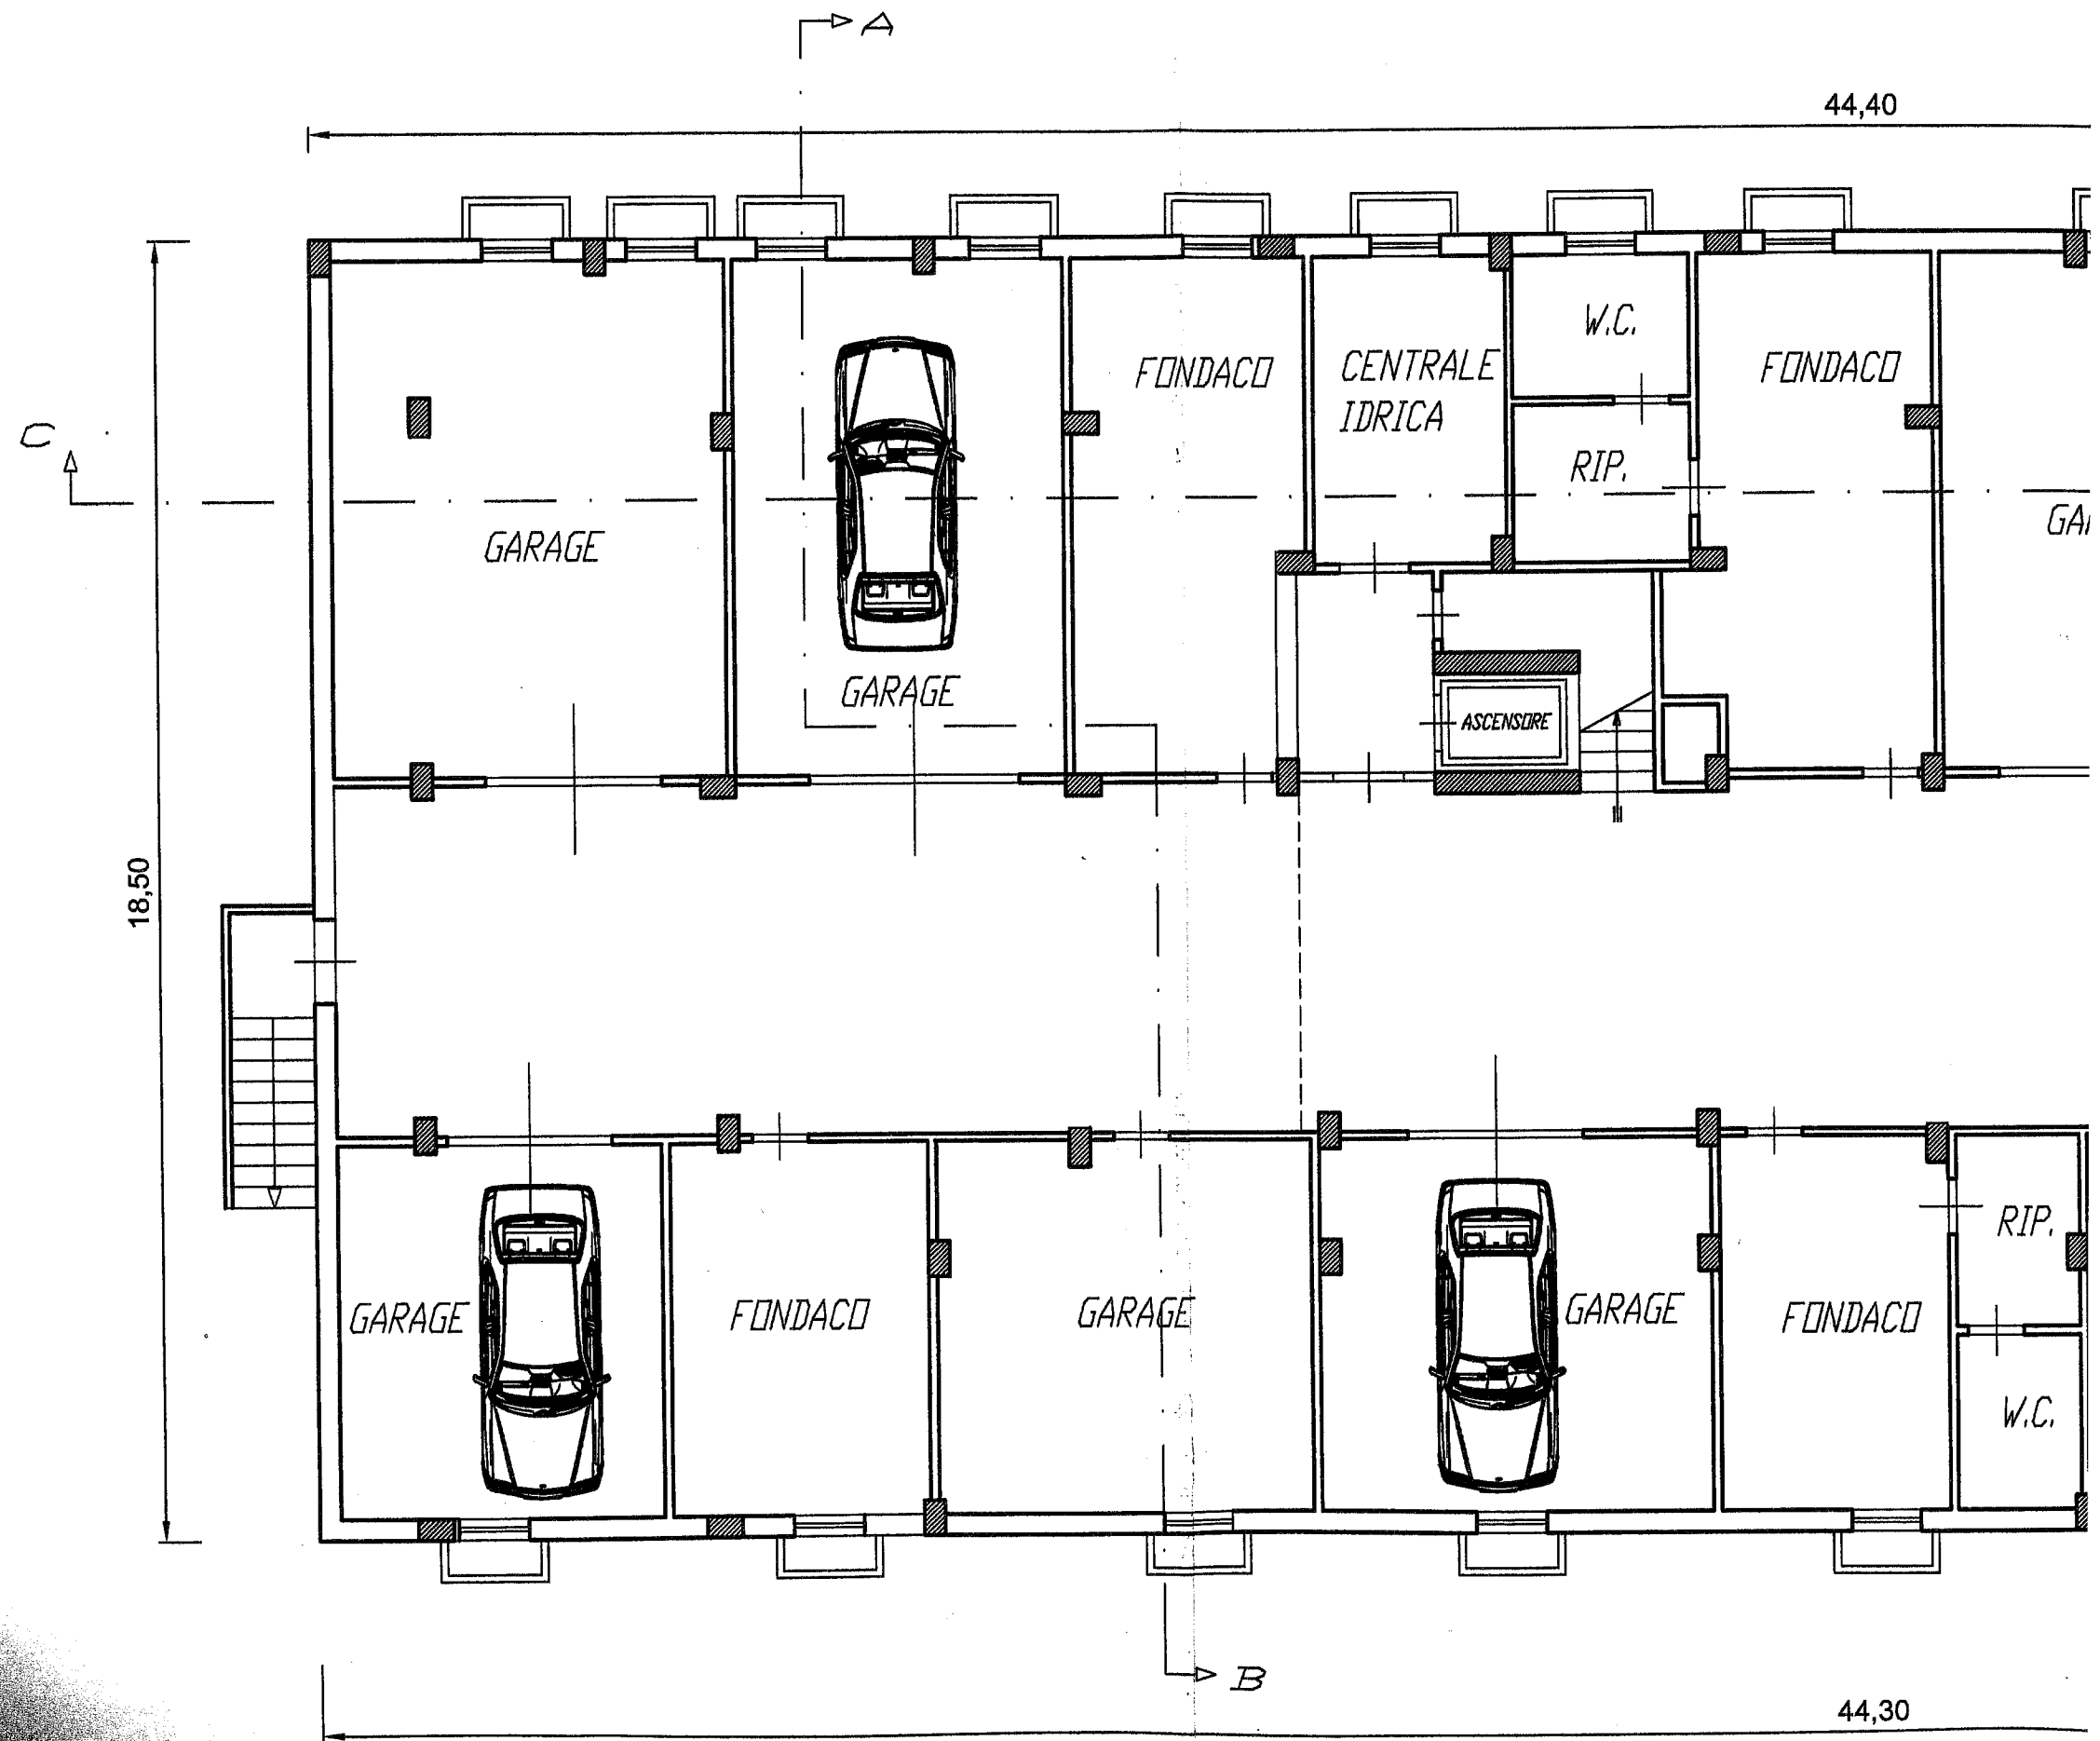 A
44,40
W.C.
FONDACO
CENTRALE
IDRICA
FONDACO
C
RIP.
GARAGE
GA
GARAGE
ASCENSORE
18,50
RIP.
GARAGE
FONDACO
GARAGE
GARAGE
FONDACO
W.C.
B
44,30